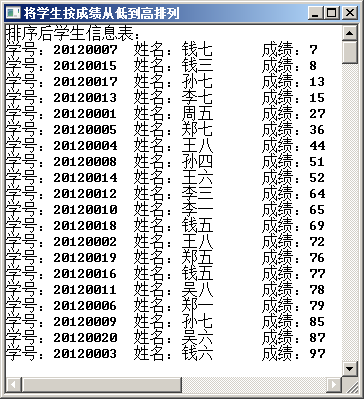 将学生按成绩从低到高排列
排序后学生信息表：
学号：20120007 姓名：钱七 成绩：7
学号：20120015 姓名：钱三 成绩：8
学号：20120017 姓名：孙七 成绩：13
学号：20120013 姓名：李七 成绩：15
学号：20120001 姓名：周五 成绩：27
学号：20120005 姓名：郑七 成绩：36
学号：20120004 姓名：王八 成绩：44
学号：20120008 姓名：孙四 成绩：51
学号：20120014 姓名：王六 成绩：52
学号：20120012 姓名：李三 成绩：64
学号：20120010 姓名：李一 成绩：65
学号：20120018 姓名：钱五 成绩：69
学号：20120002 姓名：王八 成绩：72
学号：20120019 姓名：郑五 成绩：76
学号：20120016 姓名：钱五 成绩：77
学号：20120011 姓名：吴八 成绩：78
学号：20120006 姓名：郑一 成绩：79
学号：20120009 姓名：孙七 成绩：85
学号：20120020 姓名：吴六 成绩：87
学号：20120003 姓名：钱六 成绩：97